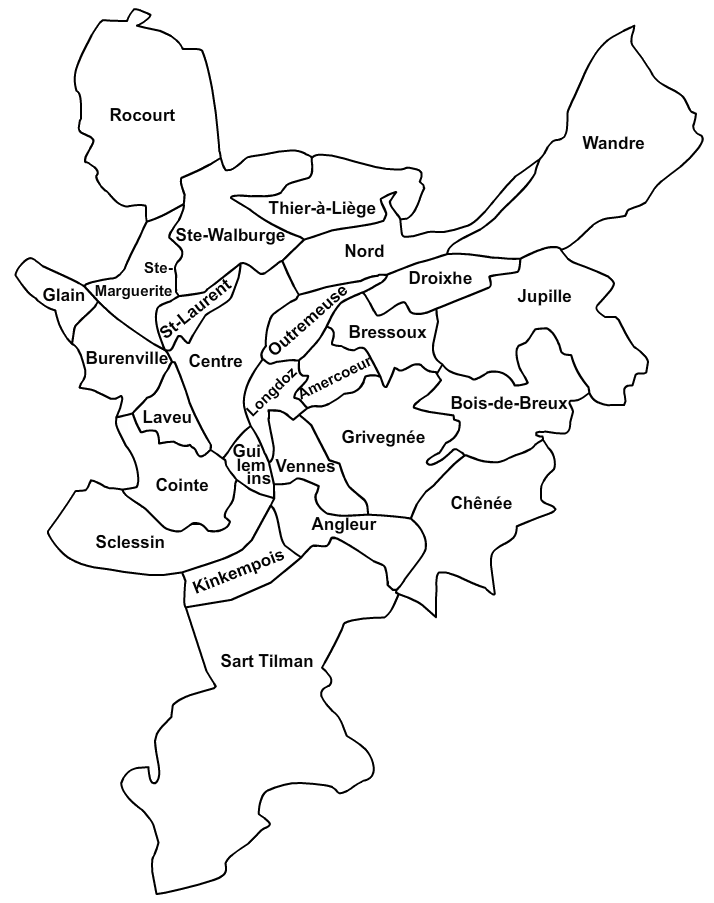 Rocourt
Wandre
Thier-à-Liège
Ste-Walburge
Nord
Ste-
Marguerite
Droixhe
Glain
Jupille
St-Laurent
Outremeuse
Bressoux
Burenville
Centre
Longdoz
Amercoeur
Bois-de-Breux
Laveu
Grivegnée
Gui
lem
ins
Vennes
Cointe
Chênée
Angleur
Sclessin
Kinkempois
Sart Tilman